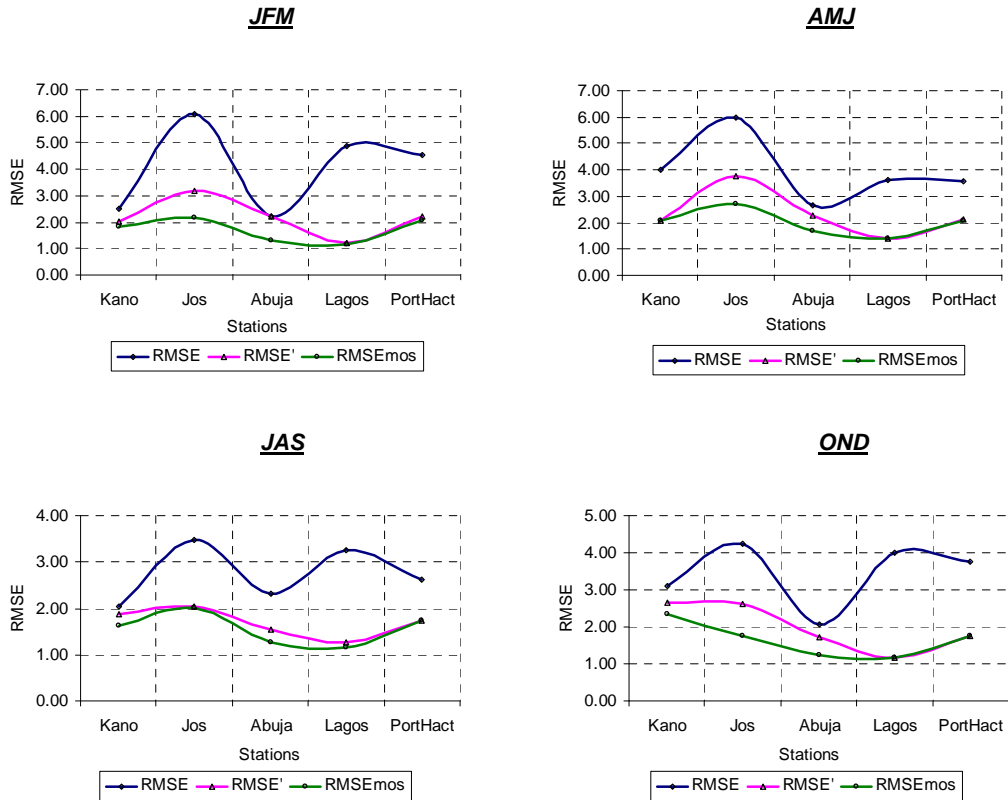 JFM
RMSE
7.00
6.00
5.00
4.00
3.00
2.00
1.00
0.00
Kano Jos Abuja Lagos PortHact
Stations
RMSE RMSE' RMSEmos
AMJ
RMSE
7.00
6.00
5.00
4.00
3.00
2.00
1.00
0.00
Kano Jos Abuja Lagos PortHact
Stations
RMSE RMSE' RMSEmos
JAS
RMSE
4.00
3.00
2.00
1.00
0.00
Kano Jos Abuja Lagos PortHact
Stations
RMSE RMSE' RMSEmos
OND
RMSE
5.00
4.00
3.00
2.00
1.00
0.00
Kano Jos Abuja Lagos PortHact
Stations
RMSE RMSE' RMSEmos